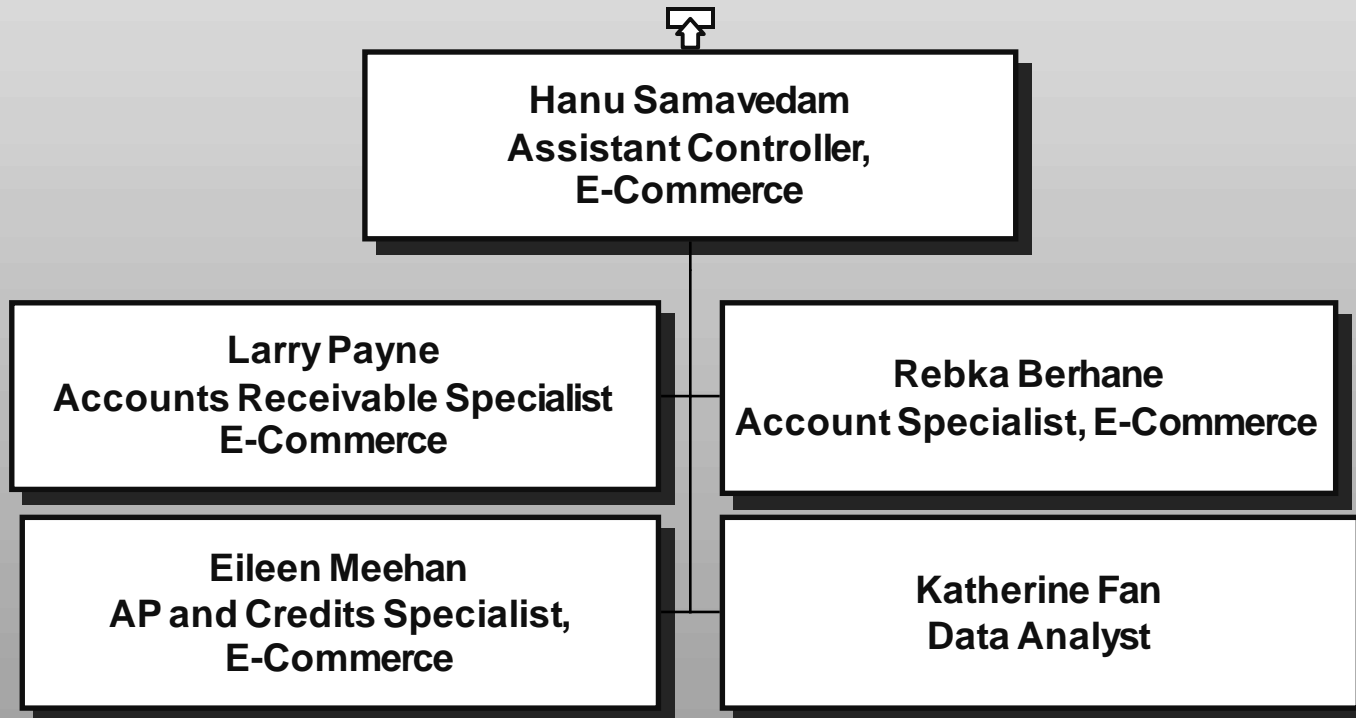 Hanu Samavedam
Assistant Controller,
E-Commerce
Larry Payne
Accounts Receivable Specialist
E-Commerce
Rebka Berhane
Account Specialist, E-Commerce
Eileen Meehan
AP and Credits Specialist,
E-Commerce
Katherine Fan
Data Analyst